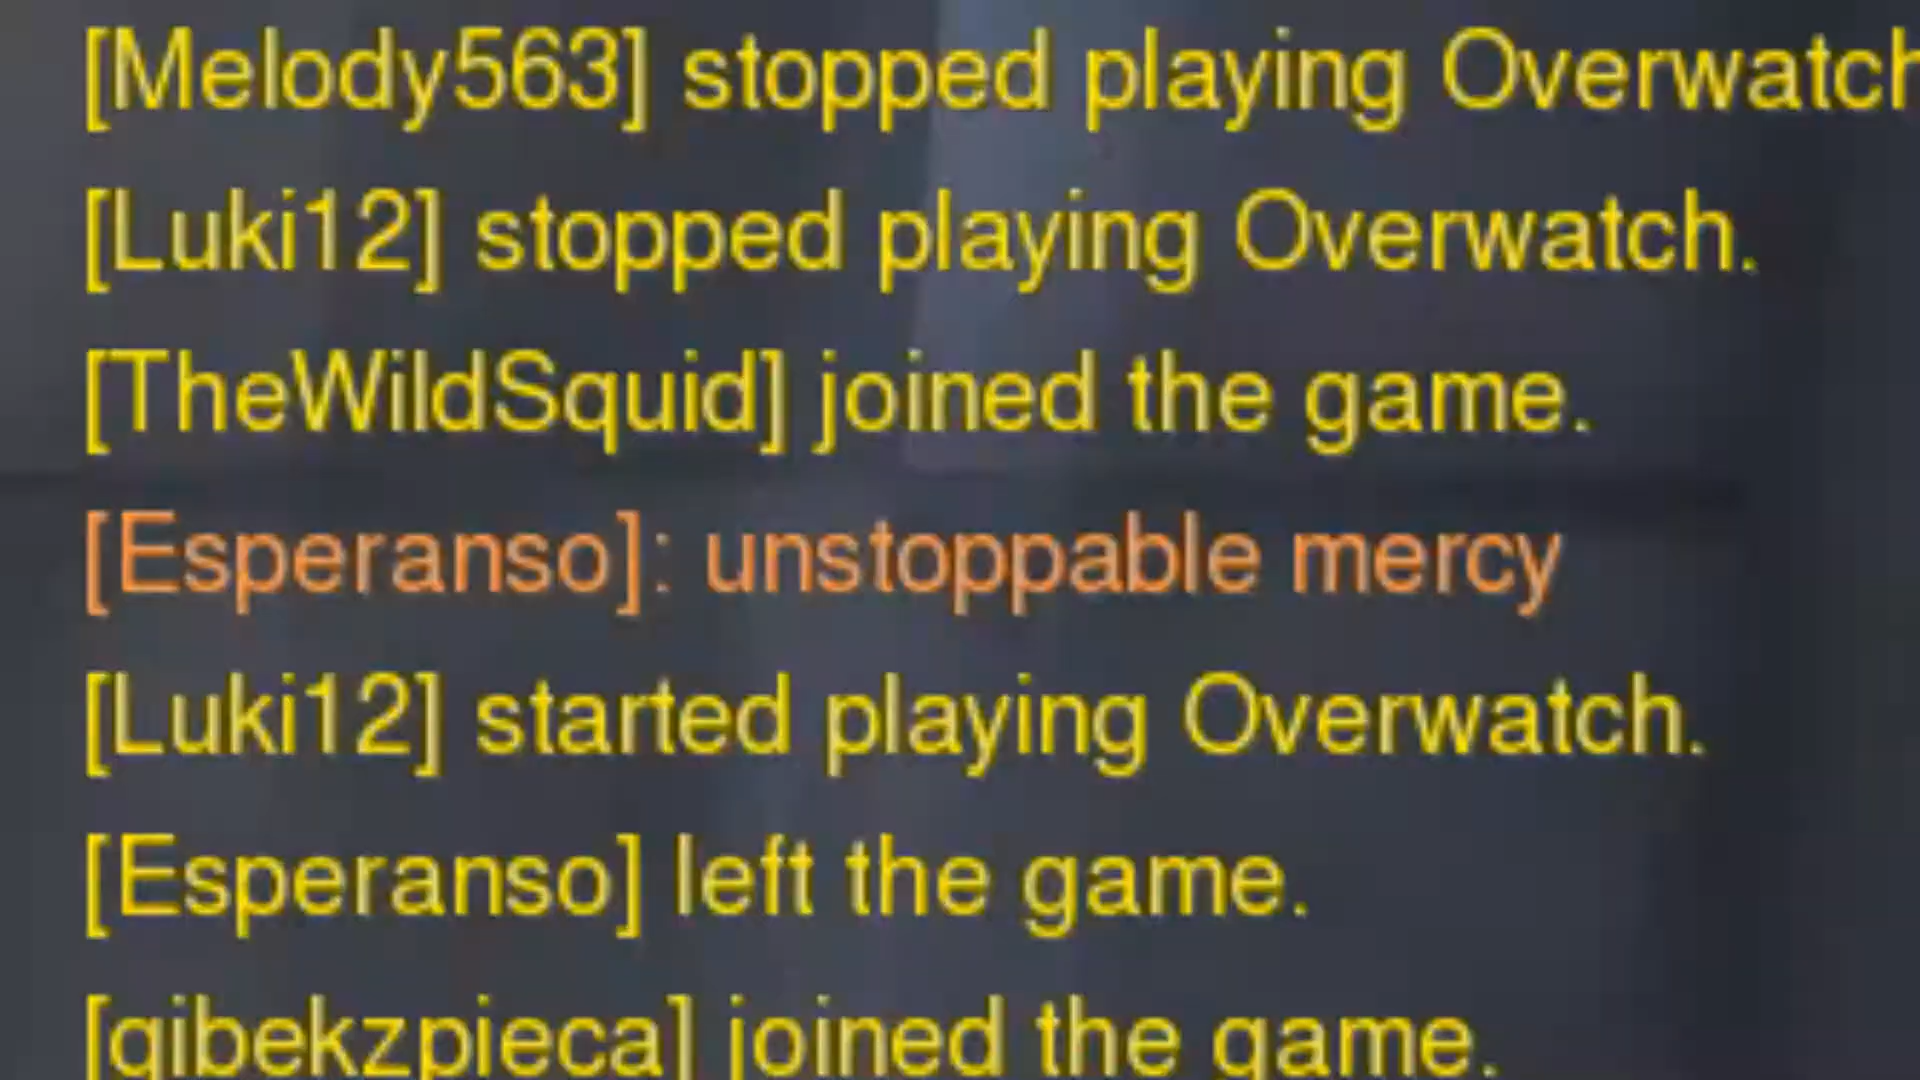 [Melody563] stopped playing Overwatch
[Luki12] stopped playing Overwatch.
[TheWildSquid] joined the game.
[Esperanso]: unstoppable mercy
[Luki12] started playing Overwatch.
[Esperanso] left the game.
[gibekzpieca] joined the game.